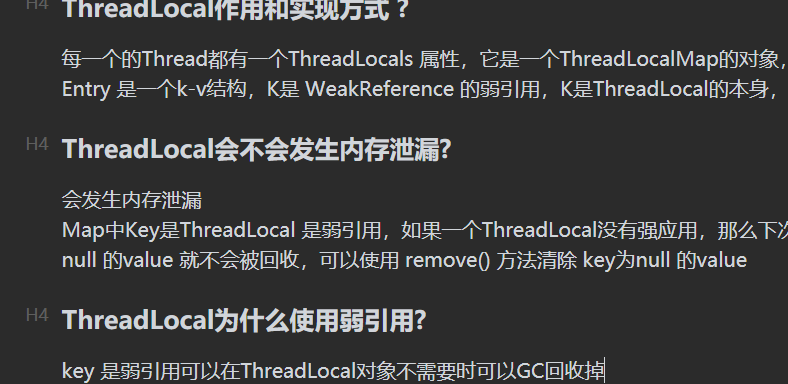 H4 ThreadLocal作用和实现方式 ?
每一个的Thread都有一个ThreadLocals 属性，它是一个ThreadLocalMap的对象，
Entry 是一个k-v结构，K是 WeakReference 的弱引用，K是ThreadLocal的本身，
H4 ThreadLocal会不会发生内存泄漏?
会发生内存泄漏
Map中Key是ThreadLocal 是弱引用，如果一个ThreadLocal没有强应用，那么下次
null 的value 就不会被回收，可以使用 remove() 方法清除 key为null 的value
H4 ThreadLocal为什么使用弱引用?
key 是弱引用可以在ThreadLocal对象不需要时可以GC回收掉